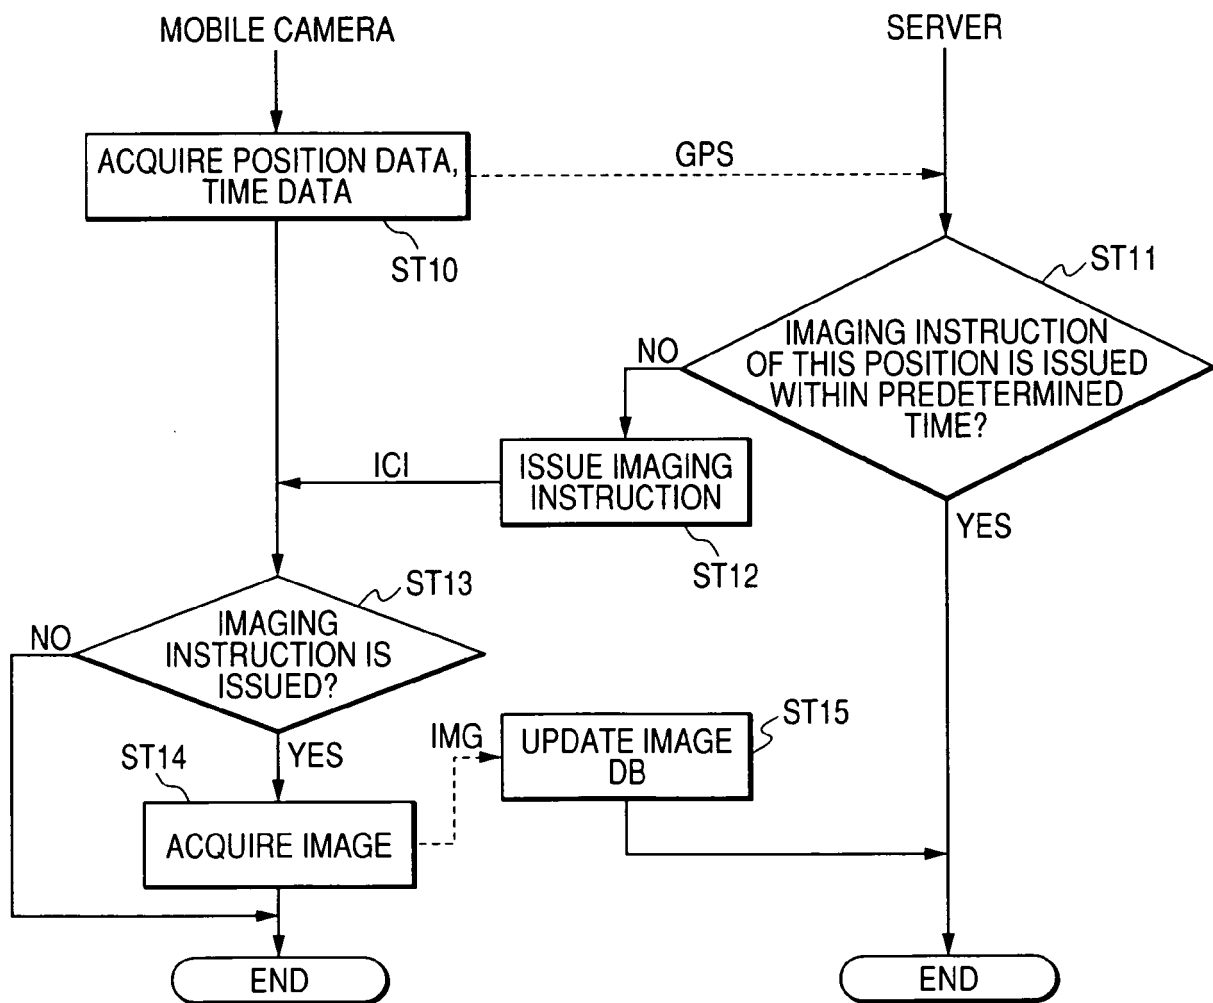 MOBILE CAMERA
SERVER
ACQUIRE POSITION DATA,
TIME DATA
GPS
ST10
ST11
IMAGING INSTRUCTION
OF THIS POSITION IS ISSUED
WITHIN PREDETERMINED
TIME?
NO
ICI
ISSUE IMAGING
INSTRUCTION
YES
ST12
ST13
IMAGING
INSTRUCTION IS
ISSUED?
NO
YES
ST14
IMG
ST15
UPDATE IMAGE
DB
ACQUIRE IMAGE
END
END